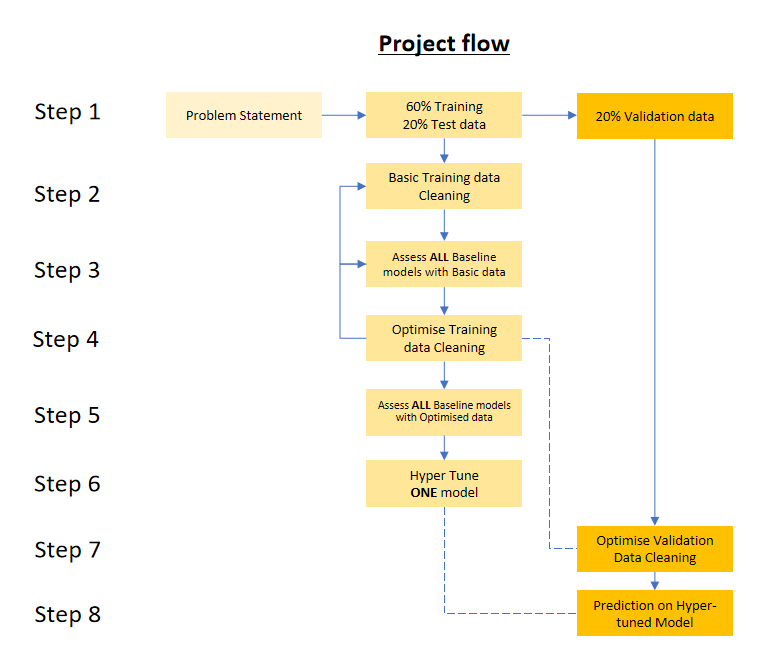 Project flow
Step 1
Problem Statement
60% Training
20% Test data
20% Validation data
Step 2
Basic Training data
Cleaning
Step 3
Assess ALL Baseline
models with Basic data
Step 4
Optimise Training
data Cleaning
Step 5
Assess ALL Baseline models
with Optimised data
Step 6
Hyper Tune
ONE model
Step 7
Optimise Validation
Data Cleaning
Step 8
Prediction on Hyper-
tuned Model